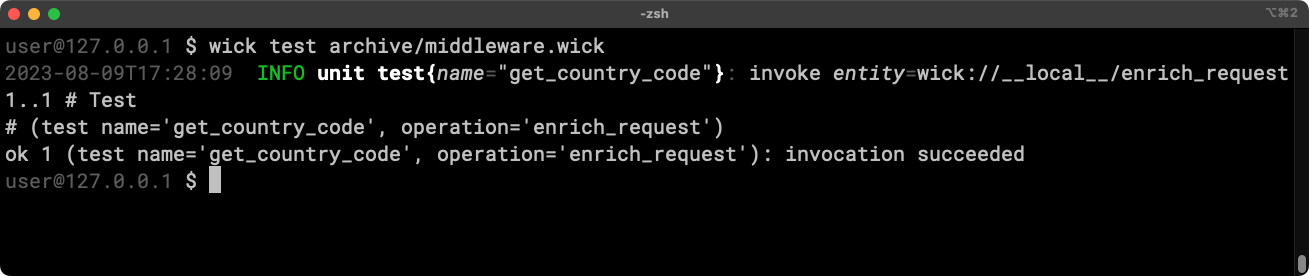 -zsh
⌥⌘2
user@127.0.0.1 $ wick test archive/middleware.wick
2023-08-09T17:28:09  INFO unit test{name="get_country_code"}: invoke entity=wick://__local__/enrich_request
1..1 # Test
# (test name='get_country_code', operation='enrich_request')
ok 1 (test name='get_country_code', operation='enrich_request'): invocation succeeded
user@127.0.0.1 $